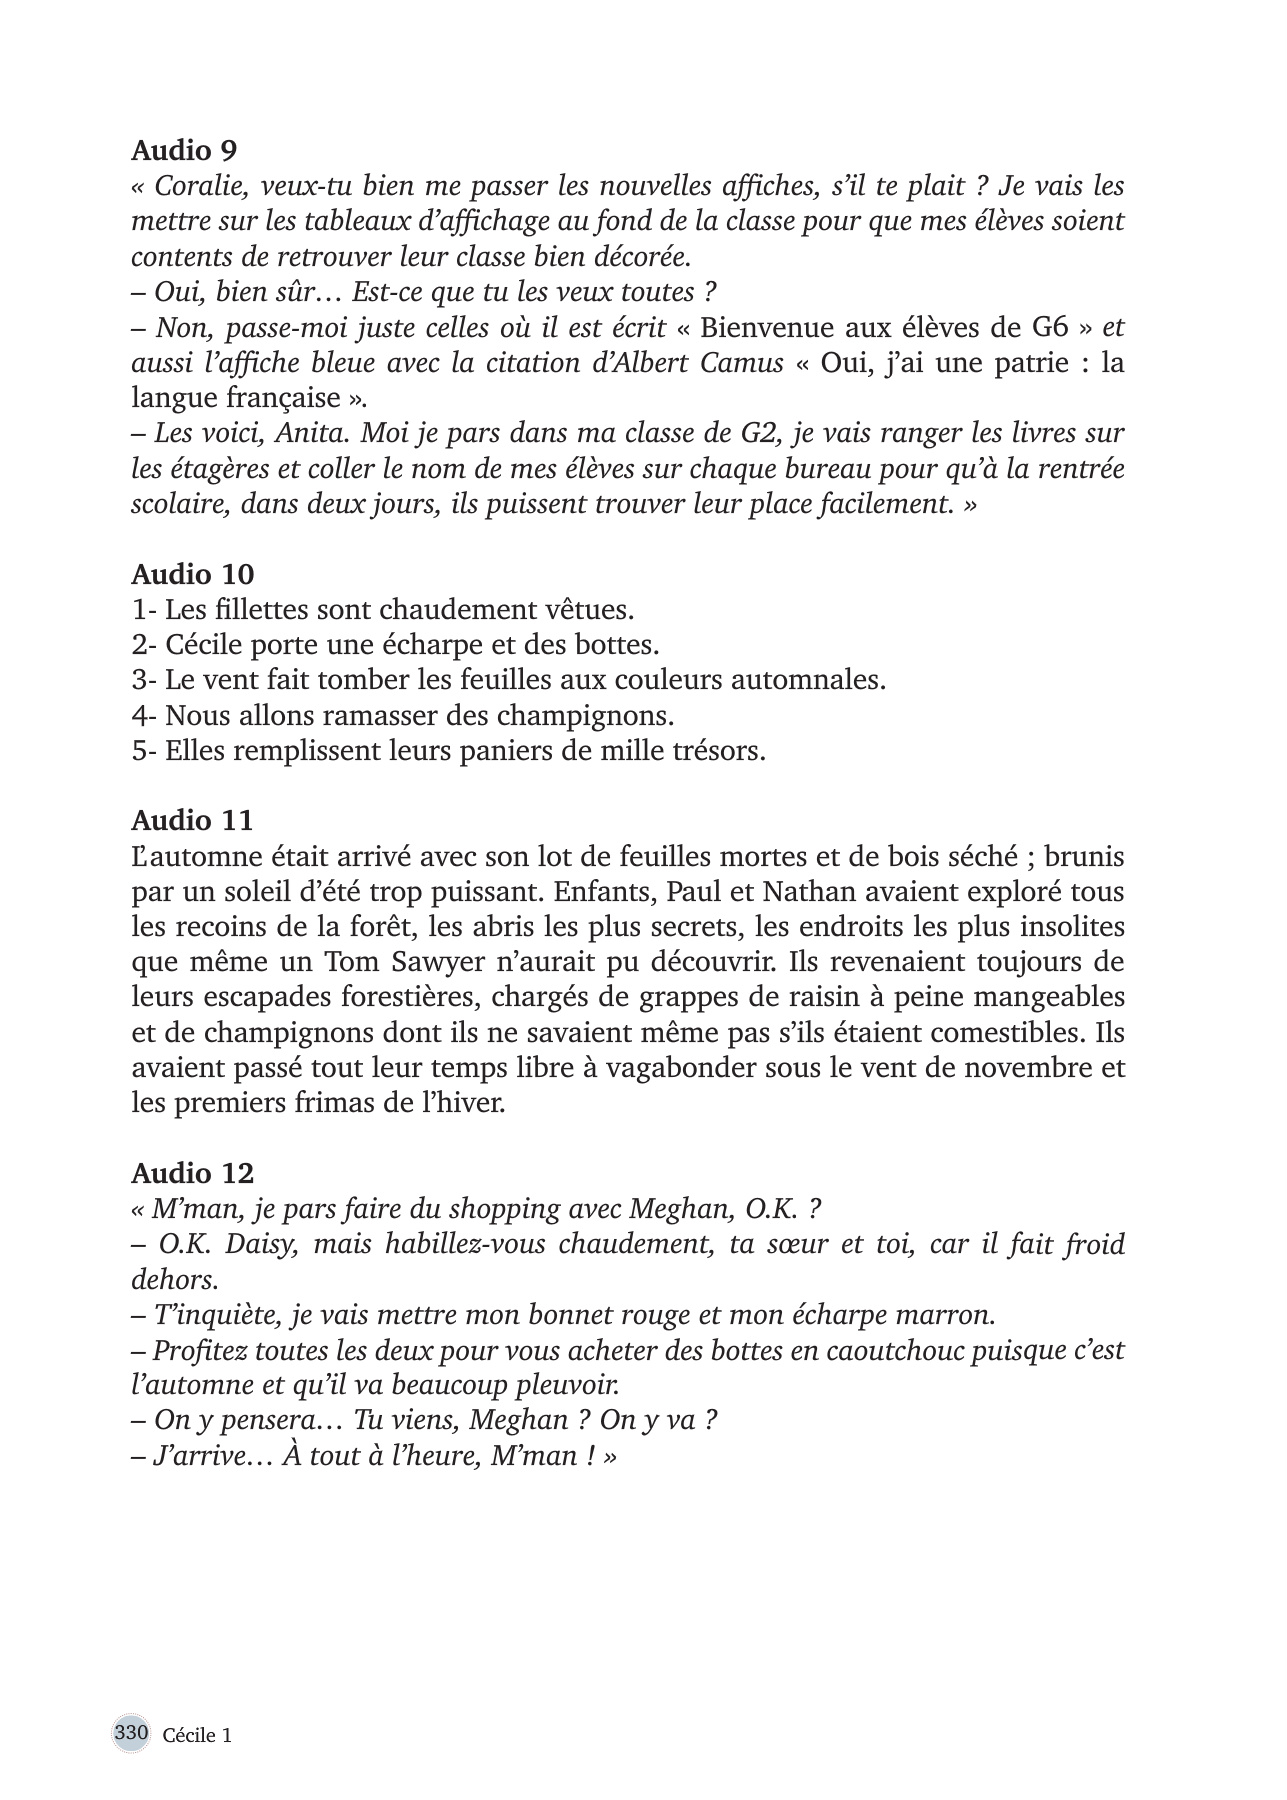 Audio 9
« Coralie, veux-tu bien me passer les nouvelles affiches, s’il te plait ? Je vais les
mettre sur les tableaux d’affichage au fond de la classe pour que mes élèves soient
contents de retrouver leur classe bien décorée.
– Oui, bien sûr… Est-ce que tu les veux toutes ?
– Non, passe-moi juste celles où il est écrit « Bienvenue aux élèves de G6 » et
aussi l’affiche bleue avec la citation d’Albert Camus « Oui, j’ai une patrie : la
langue française ».
– Les voici, Anita. Moi je pars dans ma classe de G2, je vais ranger les livres sur
les étagères et coller le nom de mes élèves sur chaque bureau pour qu’à la rentrée
scolaire, dans deux jours, ils puissent trouver leur place facilement. »
Audio 10
1- Les fillettes sont chaudement vêtues.
2- Cécile porte une écharpe et des bottes.
3- Le vent fait tomber les feuilles aux couleurs automnales.
4- Nous allons ramasser des champignons.
5- Elles remplissent leurs paniers de mille trésors.
Audio 11
L’automne était arrivé avec son lot de feuilles mortes et de bois séché ; brunis
par un soleil d’été trop puissant. Enfants, Paul et Nathan avaient exploré tous
les recoins de la forêt, les abris les plus secrets, les endroits les plus insolites
que même un Tom Sawyer n’aurait pu découvrir. Ils revenaient toujours de
leurs escapades forestières, chargés de grappes de raisin à peine mangeables
et de champignons dont ils ne savaient même pas s’ils étaient comestibles. Ils
avaient passé tout leur temps libre à vagabonder sous le vent de novembre et
les premiers frimas de l’hiver.
Audio 12
« M’man, je pars faire du shopping avec Meghan, O.K. ?
– O.K. Daisy, mais habillez-vous chaudement, ta sœur et toi, car il fait froid
dehors.
– T’inquiète, je vais mettre mon bonnet rouge et mon écharpe marron.
– Profitez toutes les deux pour vous acheter des bottes en caoutchouc puisque c’est
l’automne et qu’il va beaucoup pleuvoir.
– On y pensera… Tu viens, Meghan ? On y va ?
– J’arrive… À tout à l’heure, M’man ! »
330 Cécile 1